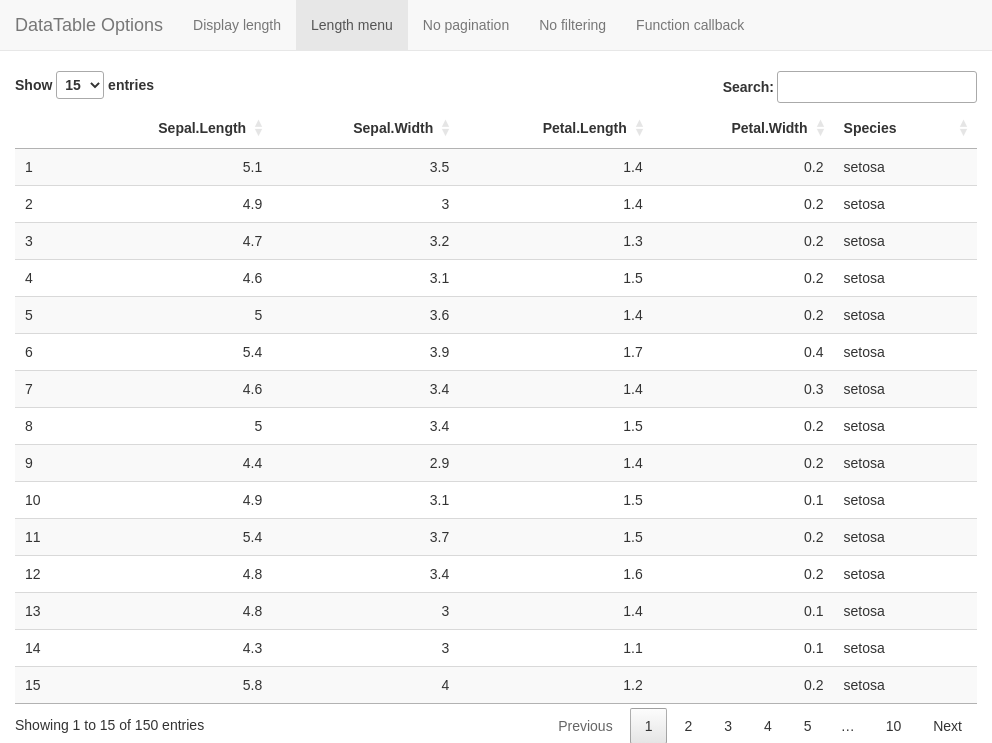 DataTable Options Display length Length menu No pagination No filtering Function callback
Show 15 entries Search:
Sepal.Length Sepal.Width Petal.Length Petal.Width Species
1 5.1 3.5 1.4 0.2 setosa
2 4.9 3 1.4 0.2 setosa
3 4.7 3.2 1.3 0.2 setosa
4 4.6 3.1 1.5 0.2 setosa
5 5 3.6 1.4 0.2 setosa
6 5.4 3.9 1.7 0.4 setosa
7 4.6 3.4 1.4 0.3 setosa
8 5 3.4 1.5 0.2 setosa
9 4.4 2.9 1.4 0.2 setosa
10 4.9 3.1 1.5 0.1 setosa
11 5.4 3.7 1.5 0.2 setosa
12 4.8 3.4 1.6 0.2 setosa
13 4.8 3 1.4 0.1 setosa
14 4.3 3 1.1 0.1 setosa
15 5.8 4 1.2 0.2 setosa
Showing 1 to 15 of 150 entries Previous 1 2 3 4 5 … 10 Next